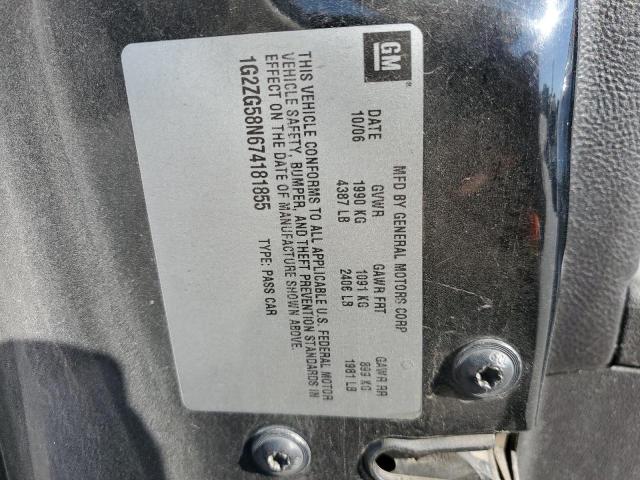 GM
MFD BY GENERAL MOTORS CORP
DATE GVWR GAWR FRT GAWR RR
10/06 1990 KG 1091 KG 899 KG
4387 LB 2406 LB 1981 LB
THIS VEHICLE CONFORMS TO ALL APPLICABLE U.S. FEDERAL MOTOR
VEHICLE SAFETY, BUMPER, AND THEFT PREVENTION STANDARDS IN
EFFECT ON THE DATE OF MANUFACTURE SHOWN ABOVE.
1G2ZG58N674181855 TYPE: PASS CAR